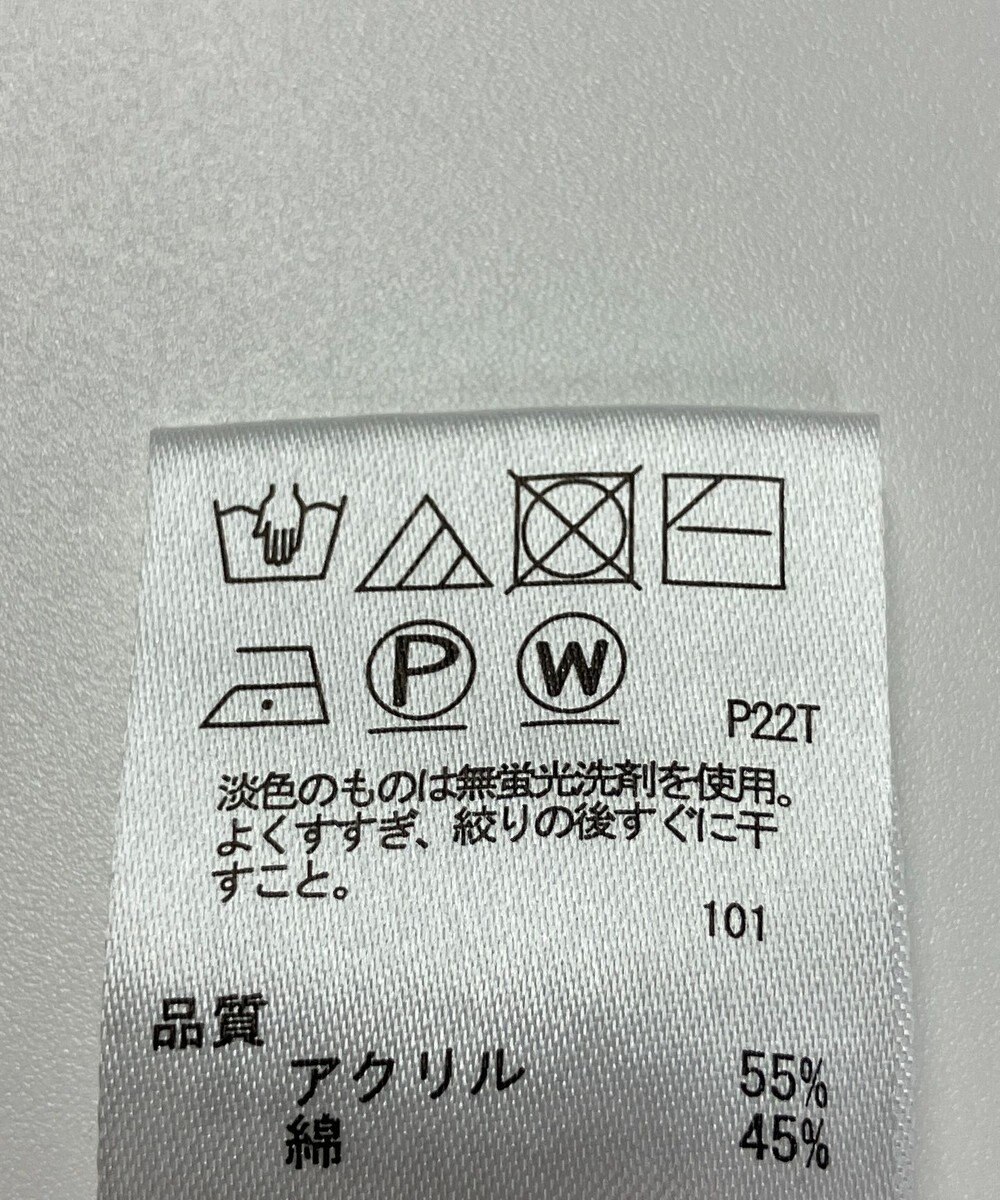 P W
P22T
淡色のものは無蛍光洗剤を使用。
よくすすぎ、絞りの後すぐに干
すこと。
101
品質
アクリル 55%
綿 45%